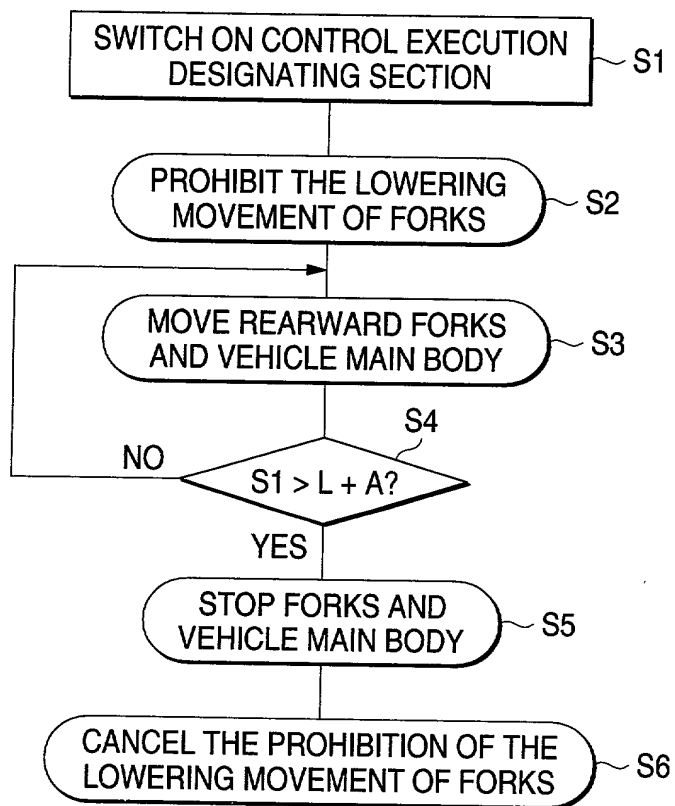 SWITCH ON CONTROL EXECUTION
DESIGNATING SECTION
S1
PROHIBIT THE LOWERING
MOVEMENT OF FORKS
S2
MOVE REARWARD FORKS
AND VEHICLE MAIN BODY
S3
S4
NO
S1 > L + A?
YES
STOP FORKS AND
VEHICLE MAIN BODY
S5
CANCEL THE PROHIBITION OF THE
LOWERING MOVEMENT OF FORKS
S6